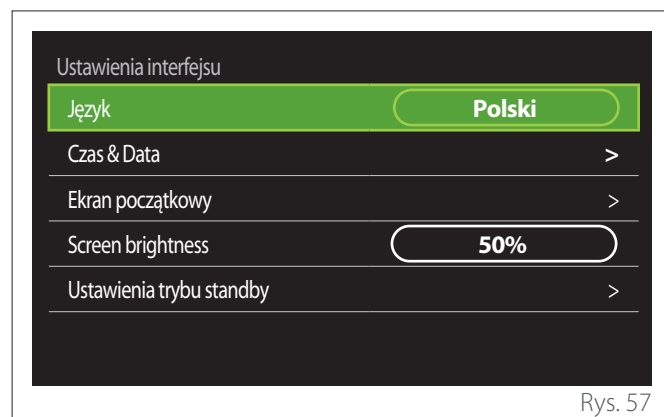 Ustawienia interfejsu
Język Polski
Czas & Data >
Ekran początkowy >
Screen brightness 50%
Ustawienia trybu standby >
Rys. 57